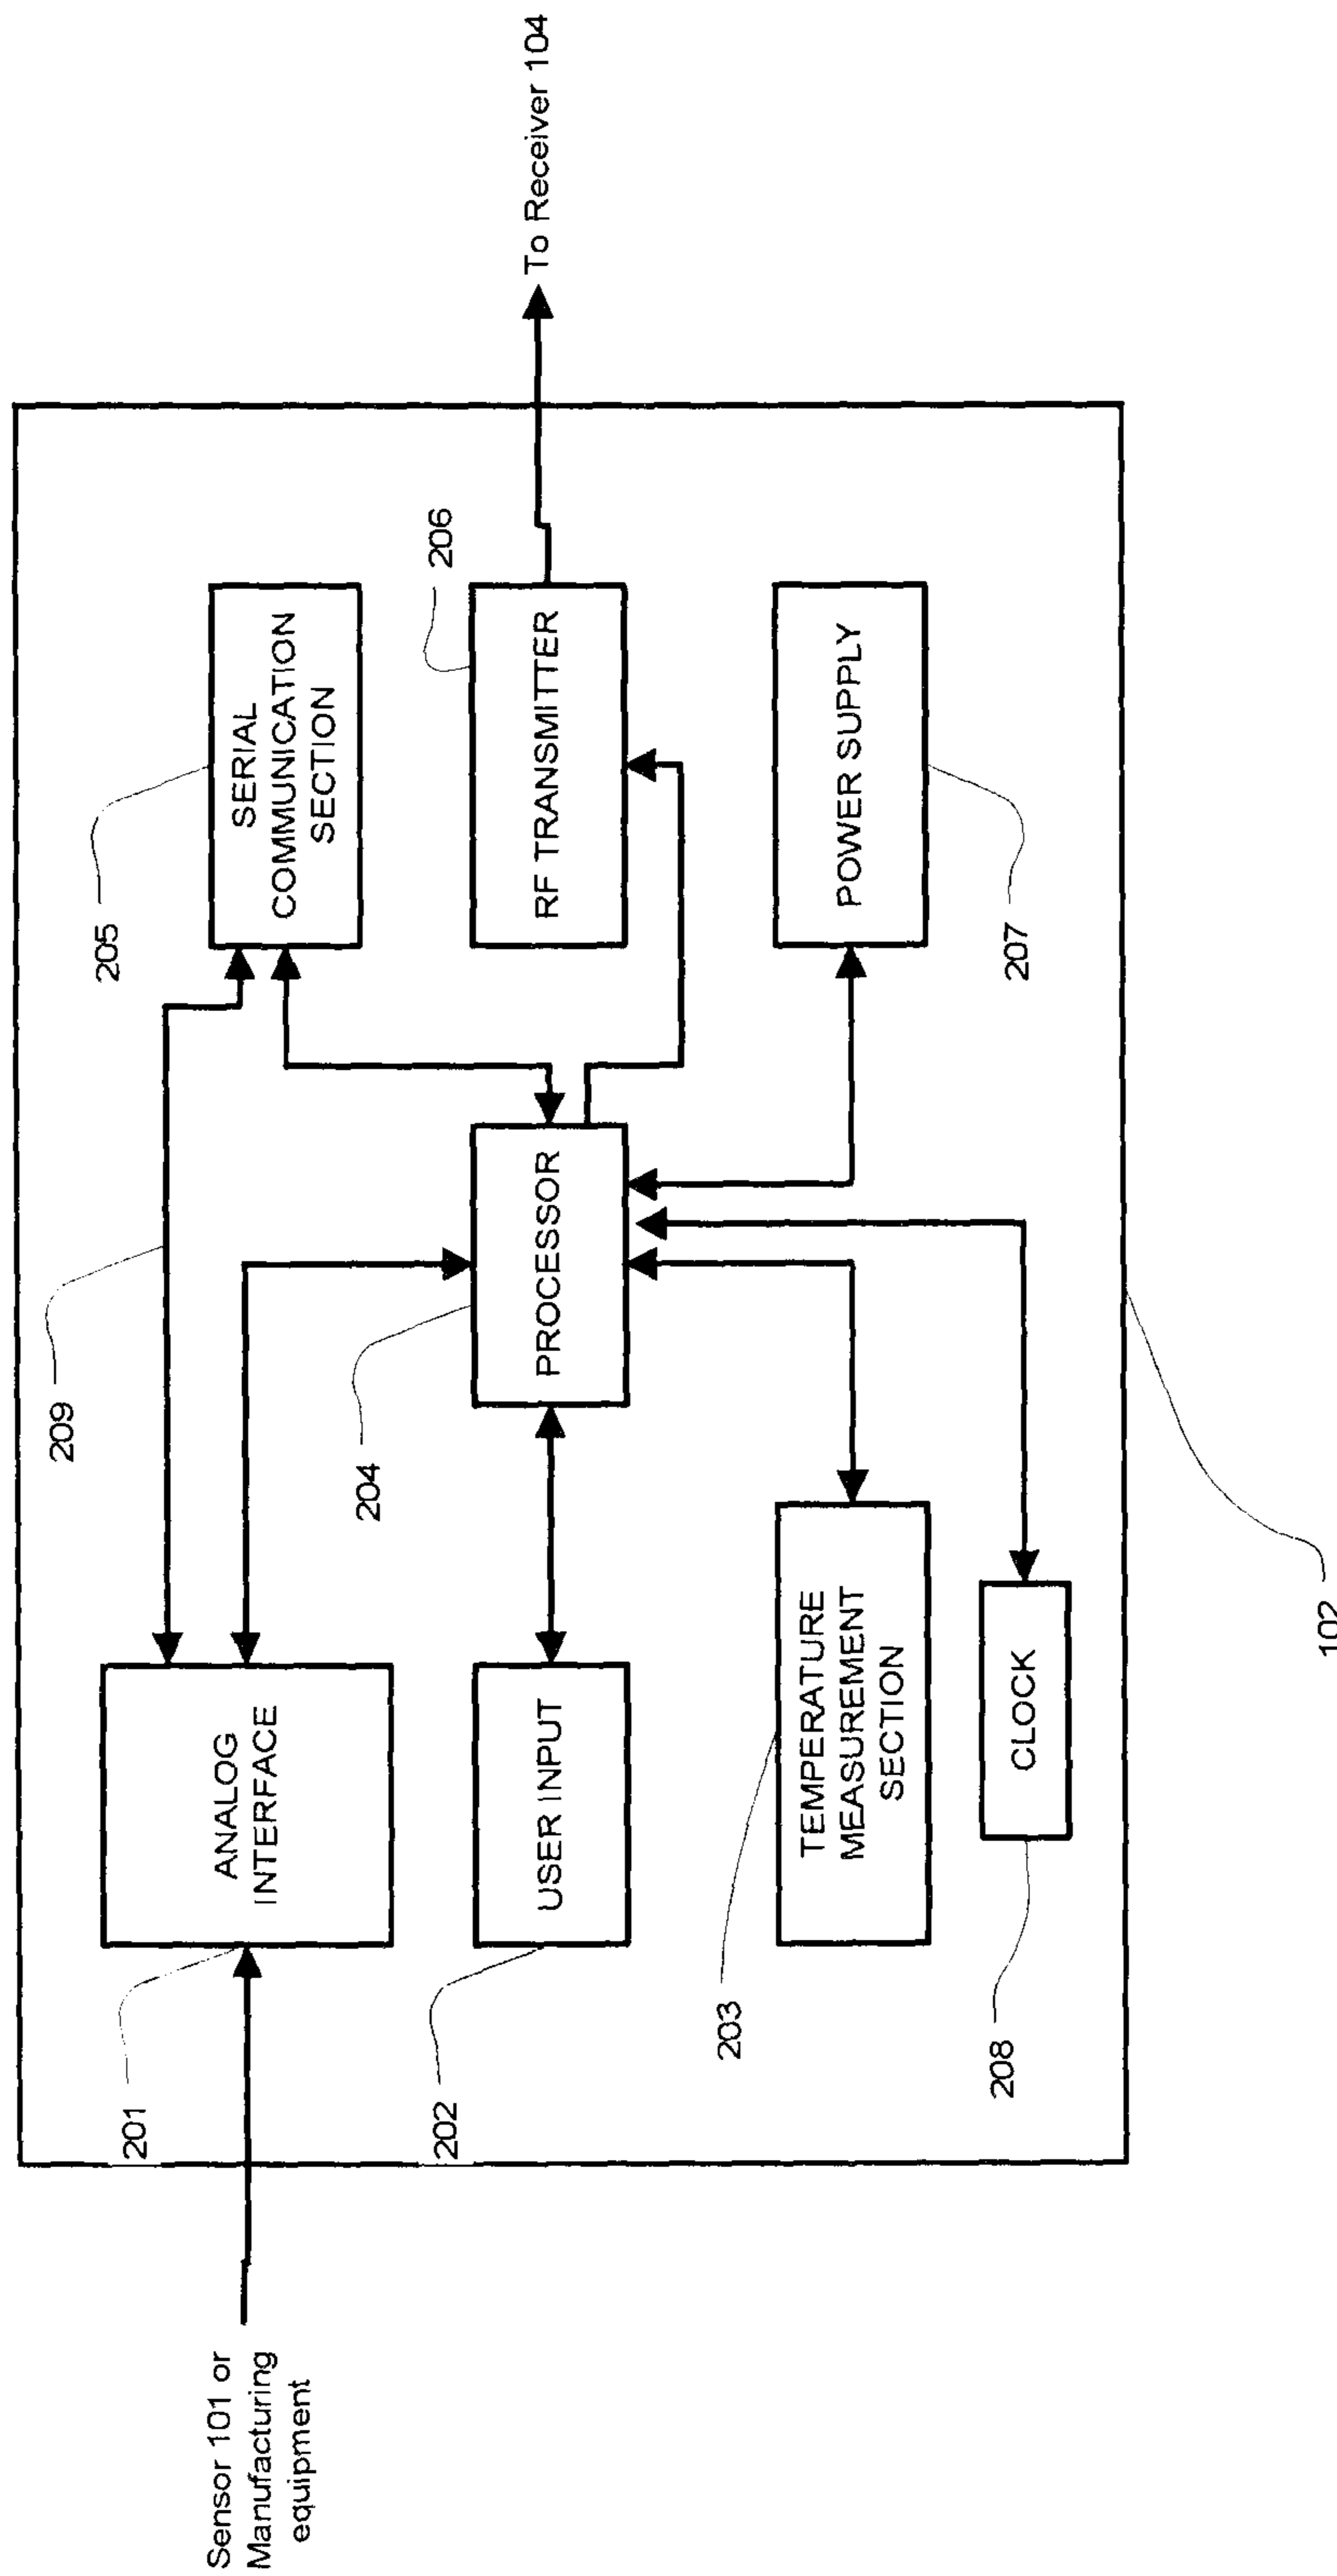 Sensor 101 or
Manufacturing
equipment
201
ANALOG
INTERFACE
202
USER INPUT
203
TEMPERATURE
MEASUREMENT
SECTION
208
CLOCK
209
204
PROCESSOR
205
SERIAL
COMMUNICATION
SECTION
206
RF TRANSMITTER
207
POWER SUPPLY
To Receiver 104
102